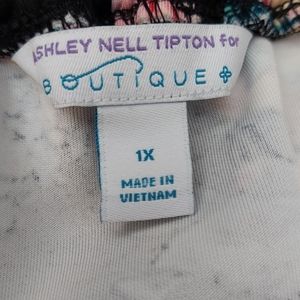 ASHLEY NELL TIPTON for
BOUTIQUE +
1X
MADE IN
VIETNAM